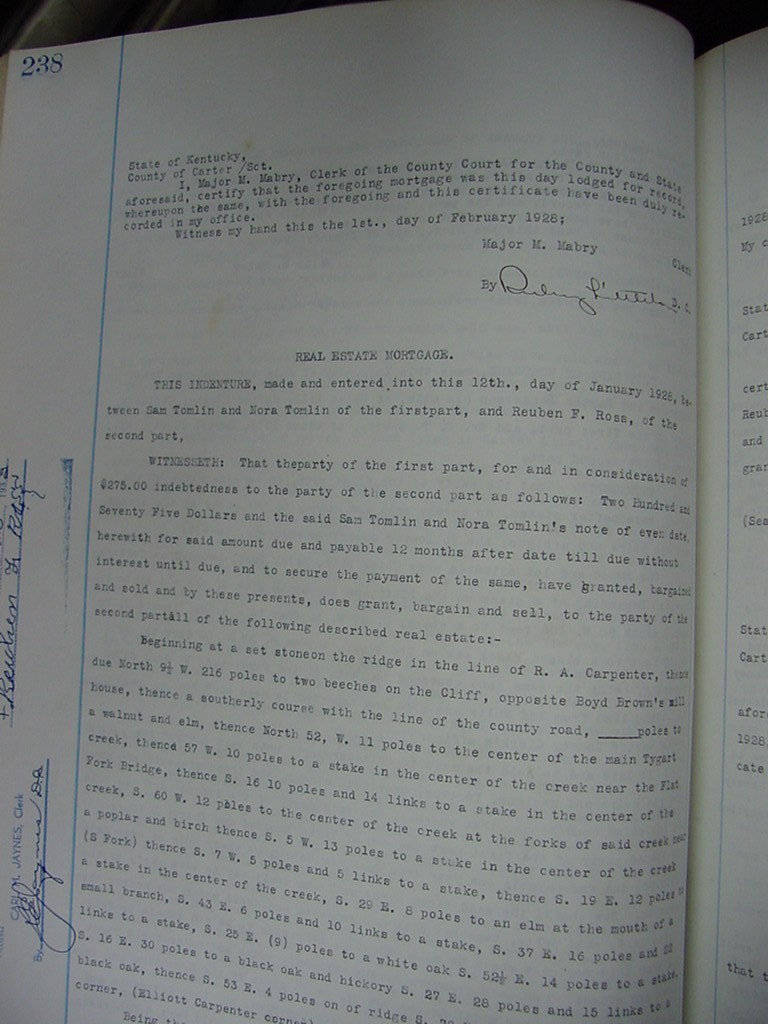 238
State of Kentucky,
County of Carter /Sct.
I, Major M. Mabry, Clerk of the County Court for the County and State
aforesaid, certify that the foregoing mortgage was this day lodged for record,
whereupon the same, with the foregoing and this certificate have been duly re-
corded in my office.
Witness my hand this the 1st., day of February 1928;
Major M. Mabry
Clerk
By D. C.
REAL ESTATE MORTGAGE.
THIS INDENTURE, made and entered into this 12th., day of January 1928, be-
tween Sam Tomlin and Nora Tomlin of the firstpart, and Reuben F. Ross, of the
second part,
WITNESSETH: That theparty of the first part, for and in consideration of
$275.00 indebtedness to the party of the second part as follows: Two Hundred and
Seventy Five Dollars and the said Sam Tomlin and Nora Tomlin's note of even date,
herewith for said amount due and payable 12 months after date till due without
interest until due, and to secure the payment of the same, have granted, bargained
and sold and by these presents, does grant, bargain and sell, to the party of the
second partall of the following described real estate:-
Beginning at a set stoneon the ridge in the line of R. A. Carpenter, thence
due North 9½ W. 216 poles to two beeches on the Cliff, opposite Boyd Brown's mill
house, thence a southerly course with the line of the county road, _____poles to
a walnut and elm, thence North 52, W. 11 poles to the center of the main Tygart
creek, thence 57 W. 10 poles to a stake in the center of the creek near the Flat
Fork Bridge, thence S. 16 10 poles and 14 links to a stake in the center of the
creek, S. 60 W. 12 poles to the center of the creek at the forks of said creek near
a poplar and birch thence S. 5 W. 13 poles to a stake in the center of the creek
(S Fork) thence S. 7 W. 5 poles and 5 links to a stake, thence S. 19 E. 12 poles to
a stake in the center of the creek, S. 29 E. 8 poles to an elm at the mouth of a
small branch, S. 43 E. 6 poles and 10 links to a stake, S. 37 E. 16 poles and
links to a stake, S. 25 E. (9) poles to a white oak S. 52½ E. 14 poles to a stake,
S. 16 E. 30 poles to a black oak and hickory S. 27 E. 28 poles and 15 links to a
black oak, thence S. 53 E. 4 poles on of ridge S.
corner, (Elliott Carpenter corner)
Being
Reuben F Ross
CARL M. JAYNES, Clerk
By
1928
My c
Stat
Cart
cert
Reub
and
gran
(Sea
Stat
Cart
afor
1928
cate
that t